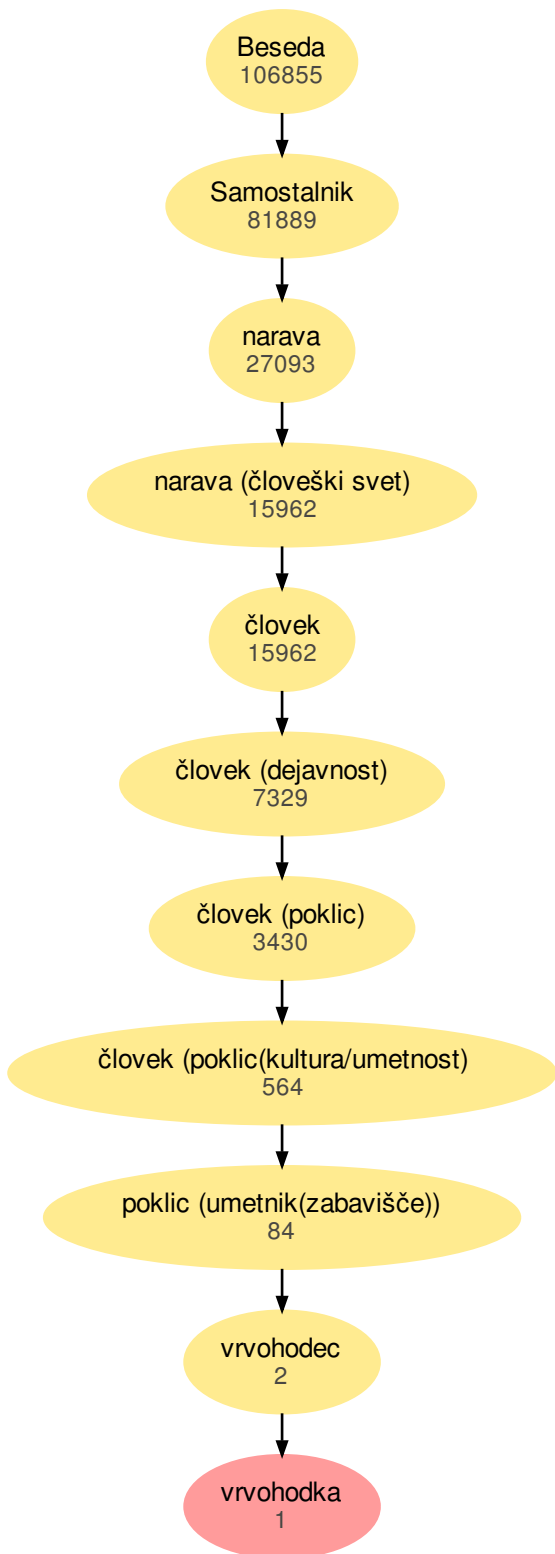 Beseda
106855
Samostalnik
81889
narava
27093
narava (človeški svet)
15962
človek
15962
človek (dejavnost)
7329
človek (poklic)
3430
človek (poklic(kultura/umetnost)
564
poklic (umetnik(zabavišče))
84
vrvohodec
2
vrvohodka
1